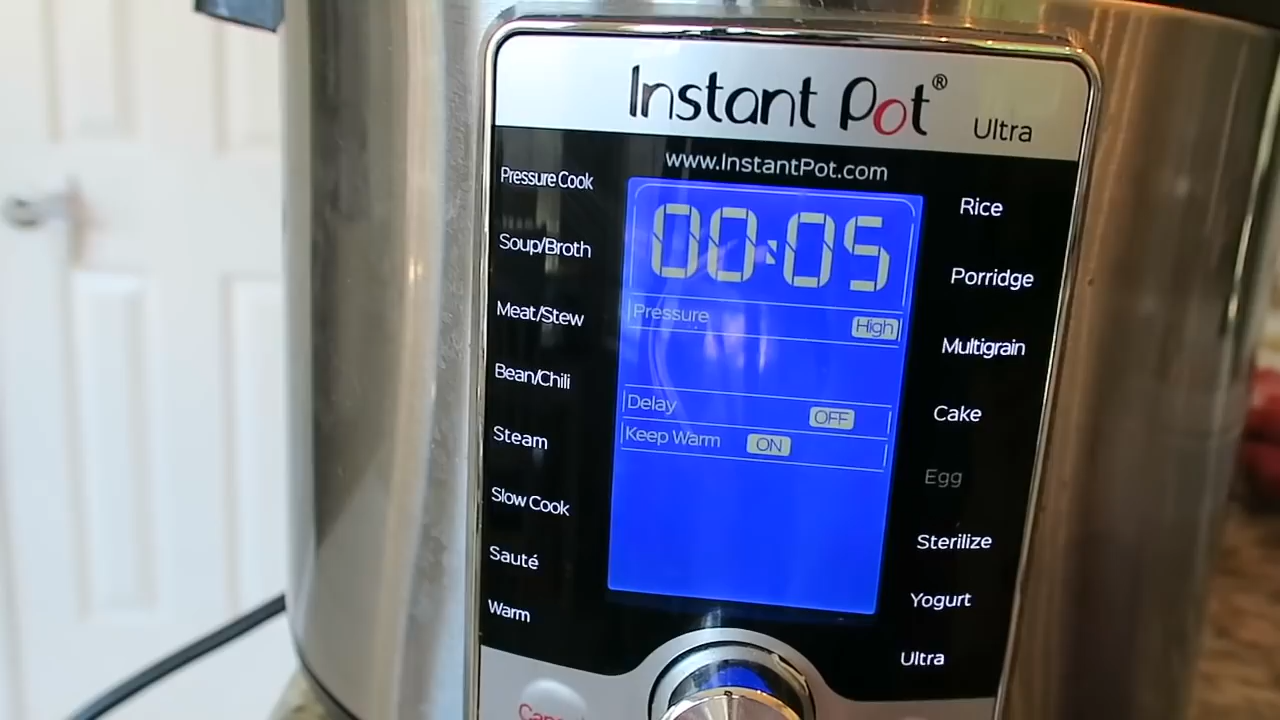 Instant Pot®
Ultra
www.InstantPot.com
Pressure Cook
Soup/Broth
Meat/Stew
Bean/Chili
Steam
Slow Cook
Sauté
Warm
00:05
Pressure High
Delay OFF
Keep Warm ON
Rice
Porridge
Multigrain
Cake
Egg
Sterilize
Yogurt
Ultra